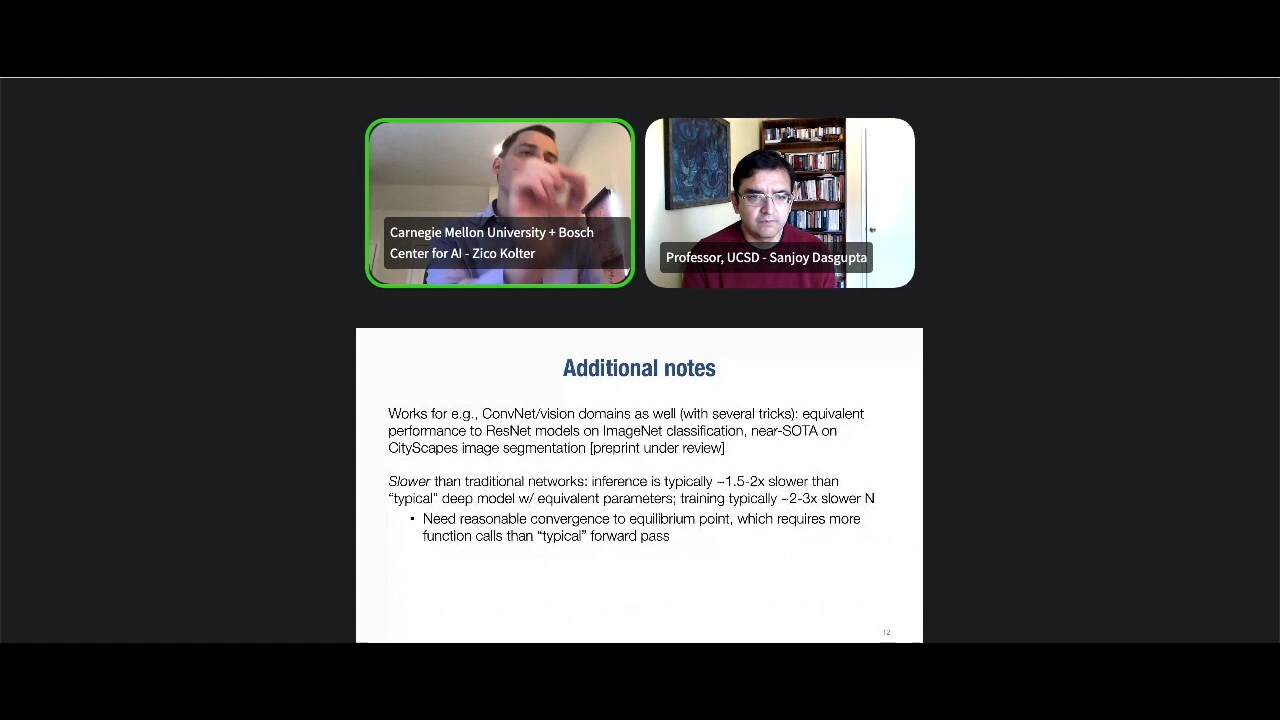 Carnegie Mellon University + Bosch
Center for AI - Zico Kolter
Professor, UCSD - Sanjoy Dasgupta
Additional notes
Works for e.g., ConvNet/vision domains as well (with several tricks): equivalent
performance to ResNet models on ImageNet classification, near-SOTA on
CityScapes image segmentation [preprint under review]
Slower than traditional networks: inference is typically ~1.5-2x slower than
“typical” deep model w/ equivalent parameters; training typically ~2-3x slower N
• Need reasonable convergence to equilibrium point, which requires more
function calls than “typical” forward pass
12